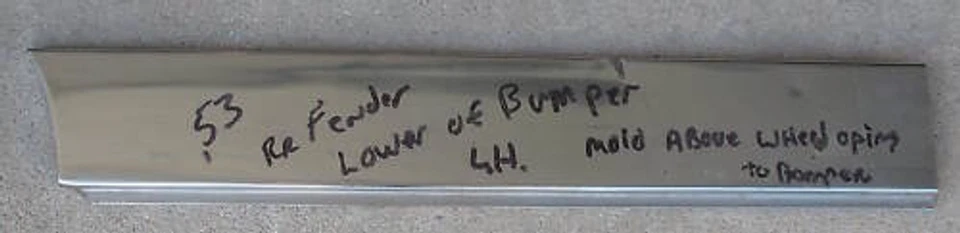 53
RR Fender
Lower of Bumper
LH.
Mold Above Wheel oping
to Bumper